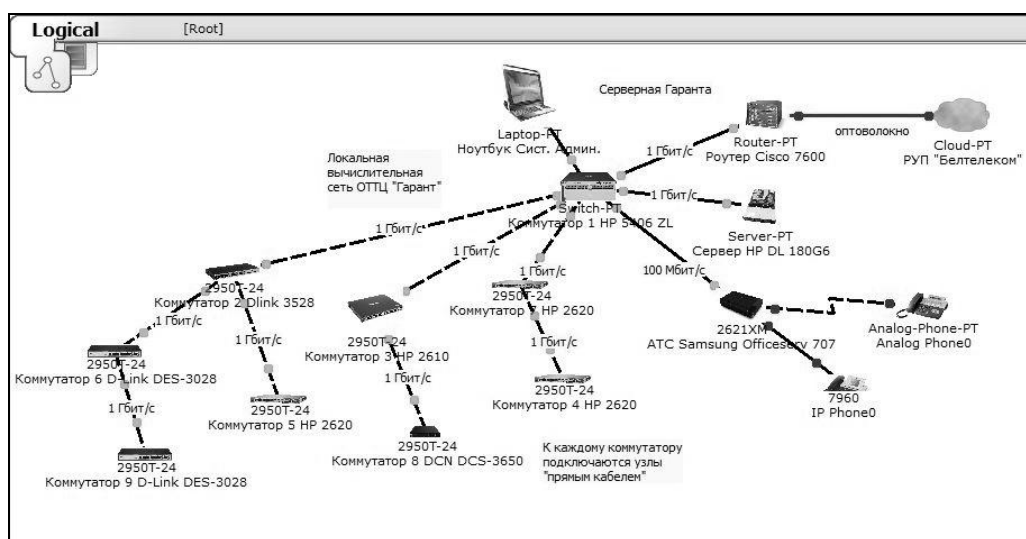 Logical
[Root]
Серверная Гаранта
Laptop-PT
Ноутбук Сист. Админ.
1 Гбит/с
Router-PT
Роутер Cisco 7600
оптоволокно
Cloud-PT
РУП "Белтелеком"
Локальная
вычислительная
сеть ОТТЦ "Гарант"
Switch-PT
Коммутатор 1 HP 5406 ZL
1 Гбит/с
Server-PT
Сервер HP DL 180G6
1 Гбит/с
1 Гбит/с
1 Гбит/с
100 Мбит/с
2950T-24
Коммутатор 2 Dlink 3528
2950T-24
Коммутатор 7 HP 2620
2621XM
АТС Samsung Officeserv 707
Analog-Phone-PT
Analog Phone0
1 Гбит/с
1 Гбит/с
2950T-24
Коммутатор 3 HP 2610
1 Гбит/с
2950T-24
Коммутатор 6 D-Link DES-3028
1 Гбит/с
2950T-24
Коммутатор 4 HP 2620
7960
IP Phone0
1 Гбит/с
2950T-24
Коммутатор 5 HP 2620
2950T-24
Коммутатор 8 DCN DCS-3650
К каждому коммутатору
подключаются узлы
"прямым кабелем"
2950T-24
Коммутатор 9 D-Link DES-3028